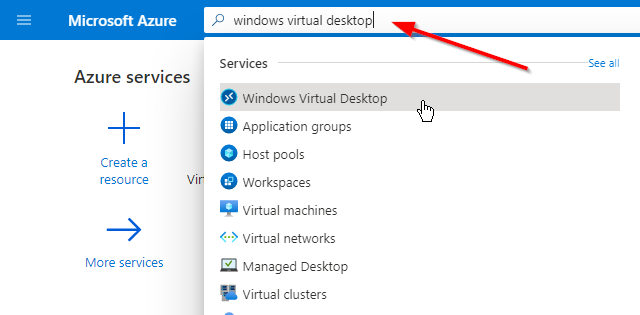 Microsoft Azure
windows virtual desktop
Services
See all
Azure services
Windows Virtual Desktop
Application groups
Create a
resource
Host pools
Vir
Workspaces
Virtual machines
Virtual networks
More services
Managed Desktop
Virtual clusters